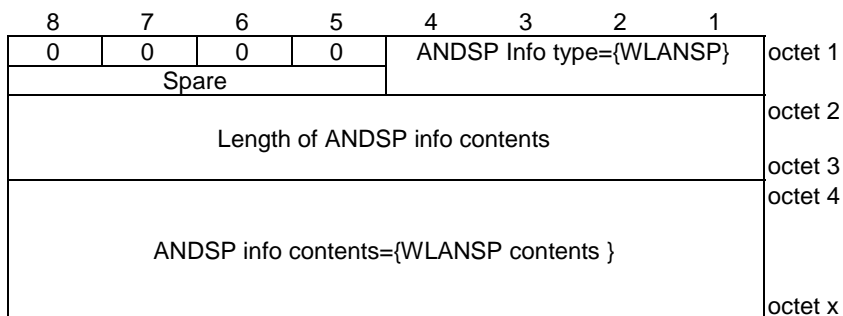 8 7 6 5 4 3 2 1
0 0 0 0 ANDSP Info type={WLANSP} octet 1
Spare
octet 2
Length of ANDSP info contents
octet 3
octet 4
ANDSP info contents={WLANSP contents }
octet x